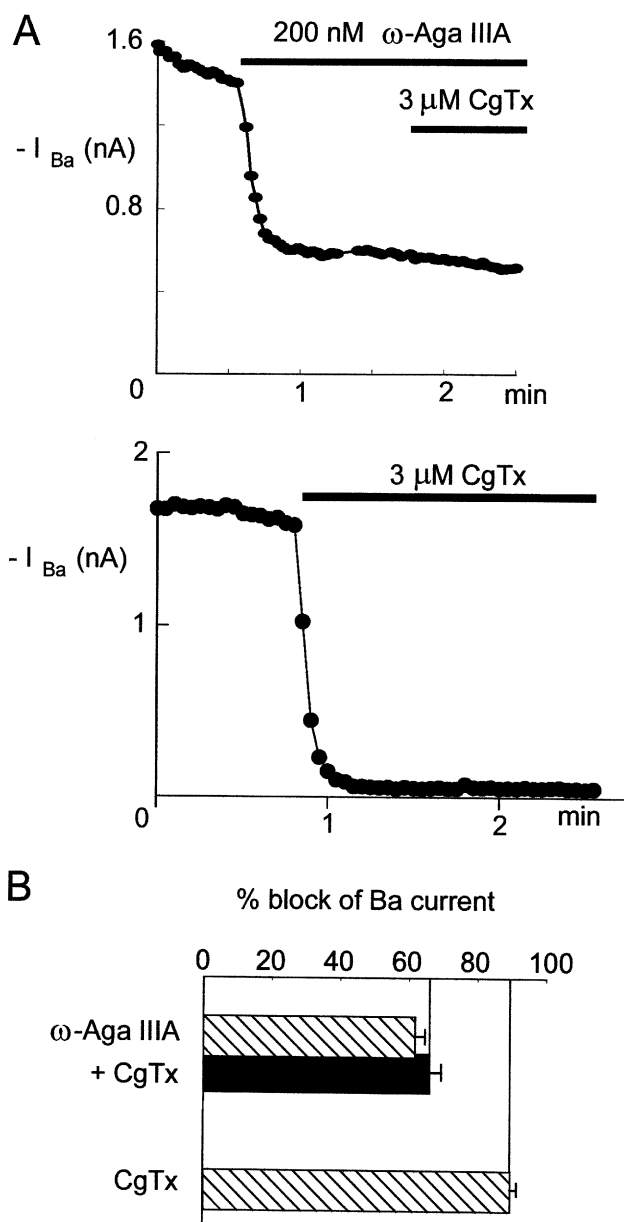 A
1.6
200 nM ω-Aga IIIA
3 μM CgTx
- I Ba (nA)
0.8
0
1
2
min
2
3 μM CgTx
- I Ba (nA)
1
0
1
2
min
B
% block of Ba current
0 20 40 60 80 100
ω-Aga IIIA
+ CgTx
CgTx